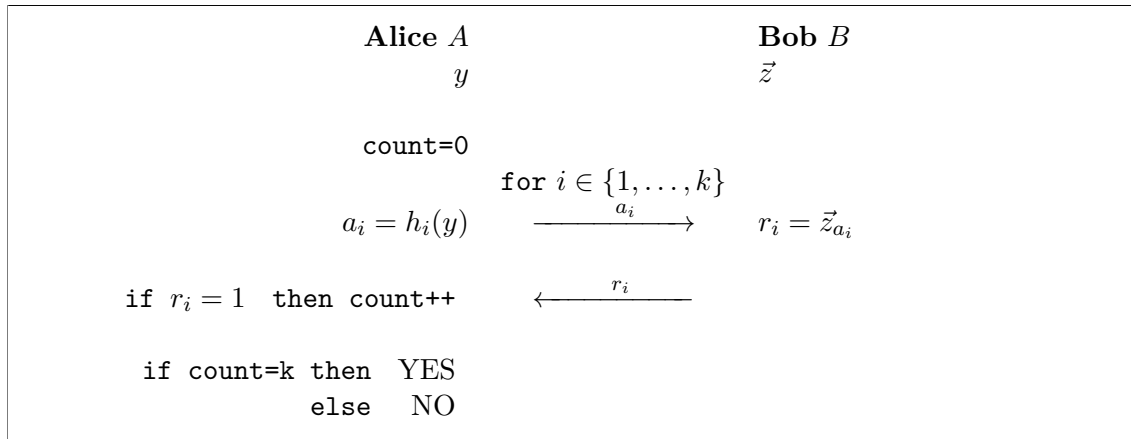 Alice A Bob B
y z⃗
count=0
for i ∈ {1, . . . , k}
a_i = h_i(y) a_i r_i = z⃗_{a_i}
if r_i = 1 then count++ r_i
if count=k then YES
else NO